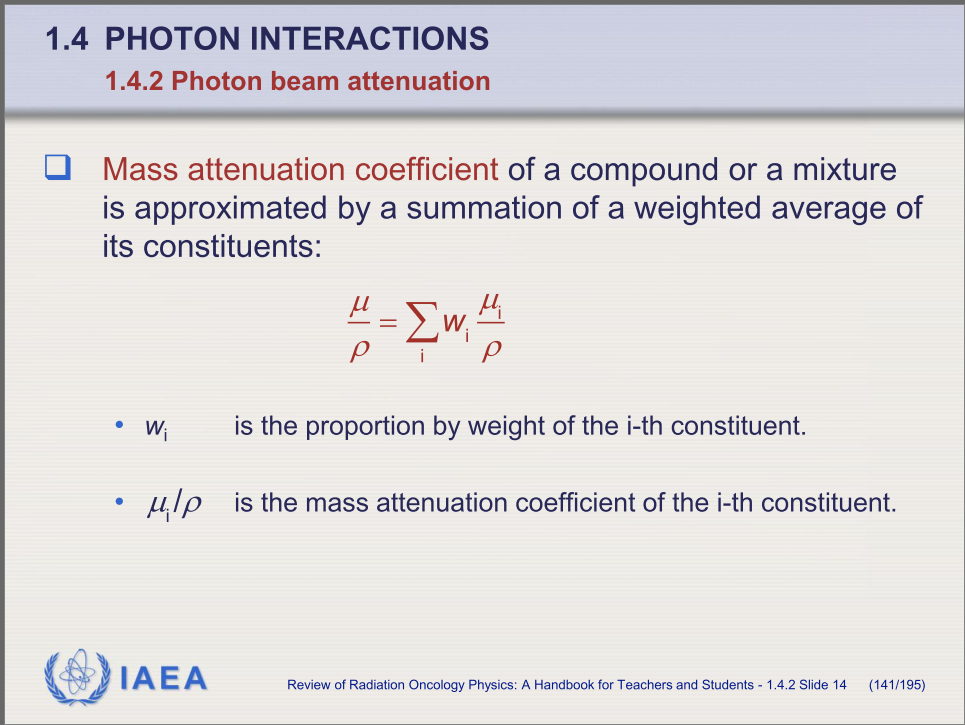 1.4 PHOTON INTERACTIONS
1.4.2 Photon beam attenuation
Mass attenuation coefficient of a compound or a mixture
is approximated by a summation of a weighted average of
its constituents:
μ/ρ = ∑i wi μi/ρ
• wi is the proportion by weight of the i-th constituent.
• μi/ρ is the mass attenuation coefficient of the i-th constituent.
IAEA
Review of Radiation Oncology Physics: A Handbook for Teachers and Students - 1.4.2 Slide 14 (141/195)